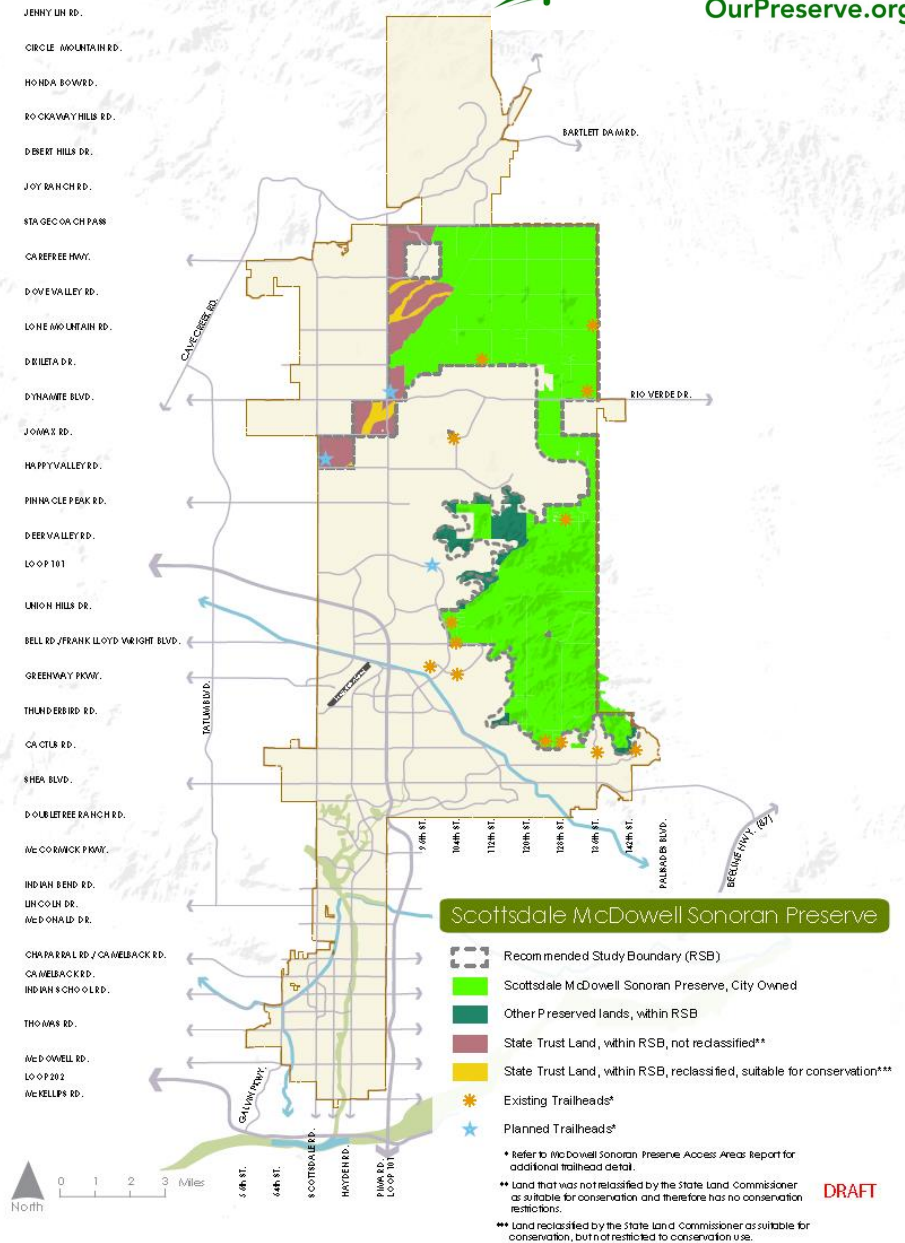 OurPreserve.org
JENNY LIN RD.
CIRCLE MOUNTAIN RD.
HONDA BOW RD.
ROCKAWAY HILLS RD.
DESERT HILLS DR.
JOY RANCH RD.
STAGECOACH PASS
CAREFREE HWY.
DOVE VALLEY RD.
LONE MOUNTAIN RD.
DIXILETA DR.
DYNAMITE BLVD.
JOMAX RD.
HAPPY VALLEY RD.
PINNACLE PEAK RD.
DEER VALLEY RD.
LOOP 101
UNION HILLS DR.
BELL RD./FRANK LLOYD WRIGHT BLVD.
GREENWAY PKWY.
THUNDERBIRD RD.
CACTUS RD.
SHEA BLVD.
DOUBLETREE RANCH RD.
McCORMICK PKWY.
INDIAN BEND RD.
LINCOLN DR.
McDONALD DR.
CHAPARRAL RD./CAMELBACK RD.
CAMELBACK RD.
INDIAN SCHOOL RD.
THOMAS RD.
McDOWELL RD.
LOOP 202
McKELLIPS RD.
BARTLETT DAM RD.
CAVE CREEK RD.
RIO VERDE DR.
TATUM BLVD.
96th ST.
104th ST.
112th ST.
120th ST.
128th ST.
136th ST.
142th ST.
PALISADES BLVD.
BEELINE HWY. (87)
GALVIN PKWY.
56th ST.
64th ST.
SCOTTSDALE RD.
HAYDEN RD.
PIMA RD.
LOOP 101
Scottsdale McDowell Sonoran Preserve
Recommended Study Boundary (RSB)
Scottsdale McDowell Sonoran Preserve, City Owned
Other Preserved lands, within RSB
State Trust Land, within RSB, not reclassified**
State Trust Land, within RSB, reclassified, suitable for conservation***
Existing Trailheads*
Planned Trailheads*
* Refer to McDowell Sonoran Preserve Access Areas Report for
additional trailhead detail.
** Land that was not relassified by the State Land Commissioner
as suitable for conservation and therefore has no conservation
restrictions.
*** Land reclassified by the State Land Commissioner as suitable for
conservation, but not restricted to conservation use.
DRAFT
North
0 1 2 3 Miles